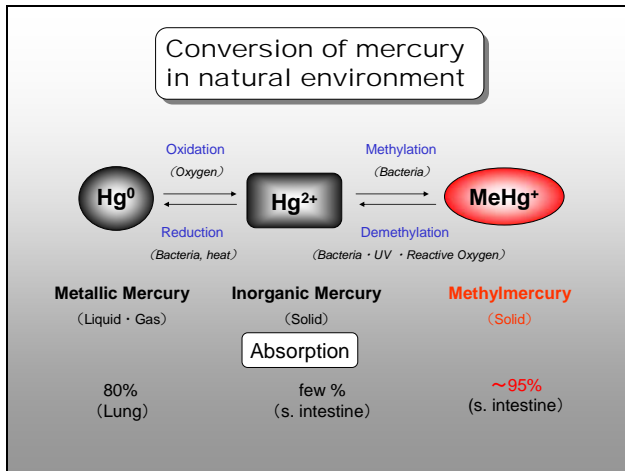 Conversion of mercury
in natural environment
Oxidation
Methylation
（Oxygen）
（Bacteria）
Hg⁰
Hg²⁺
MeHg⁺
Reduction
Demethylation
（Bacteria, heat）
（Bacteria・UV ・Reactive Oxygen）
Metallic Mercury
Inorganic Mercury
Methylmercury
（Liquid・Gas）
（Solid）
（Solid）
Absorption
80%
few %
～95%
(Lung)
(s. intestine)
(s. intestine)